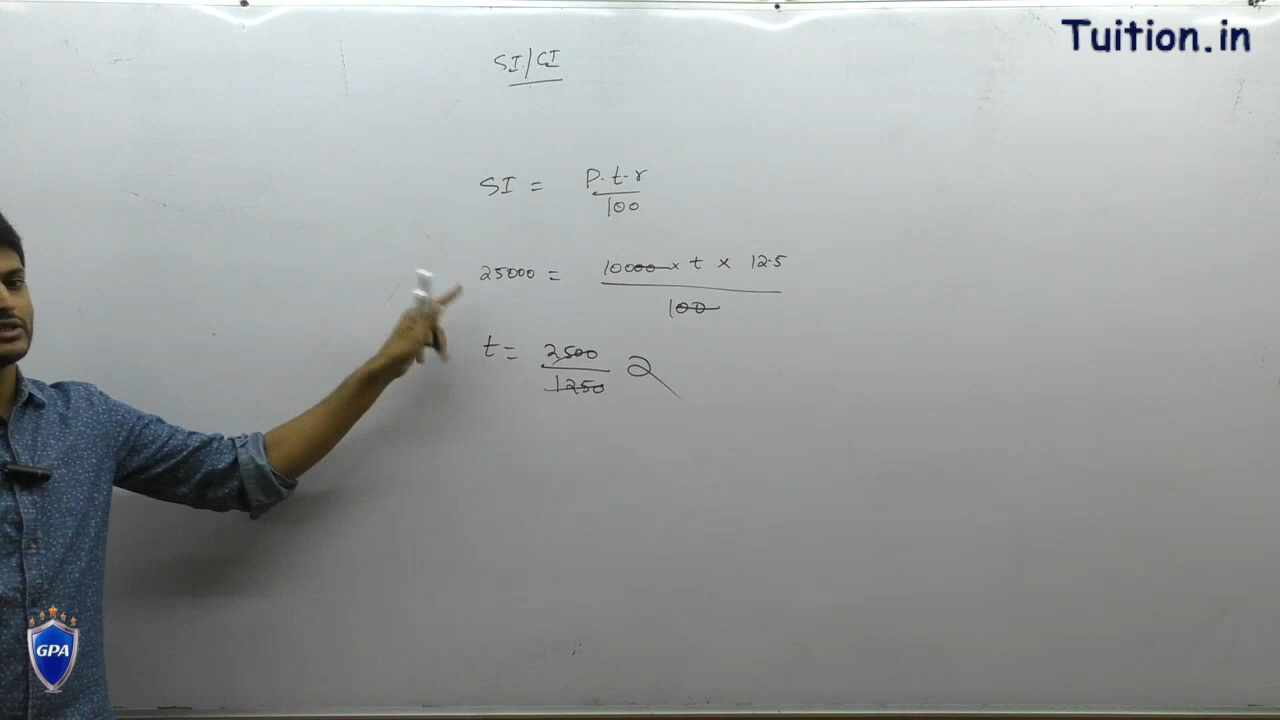 Tuition.in
SI/CI
SI = P.t.r
100
25000 = 10000 x t x 12.5
100
t = 2500
1250
2
GPA